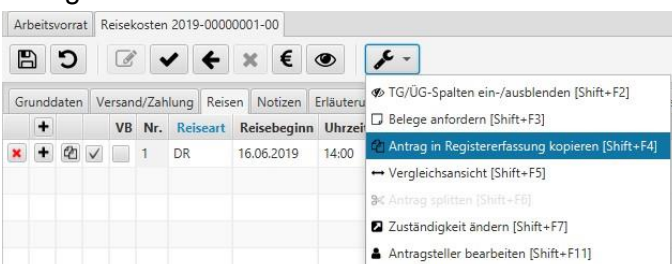 Arbeitsvorrat Reisekosten 2019-00000001-00
€
Grunddaten Versand/Zahlung Reisen Notizen
VB Nr. Reiseart Reisebeginn
1 DR 16.06.2019 14:00
TG/ÜG-Spalten ein-/ausblenden [Shift+F2]
Belege anfordern [Shift+F3]
Antrag in Registererfassung kopieren [Shift+F4]
Vergleichsansicht [Shift+F5]
Antrag splitten [Shift+F6]
Zuständigkeit ändern [Shift+F7]
Antragsteller bearbeiten [Shift+F11]